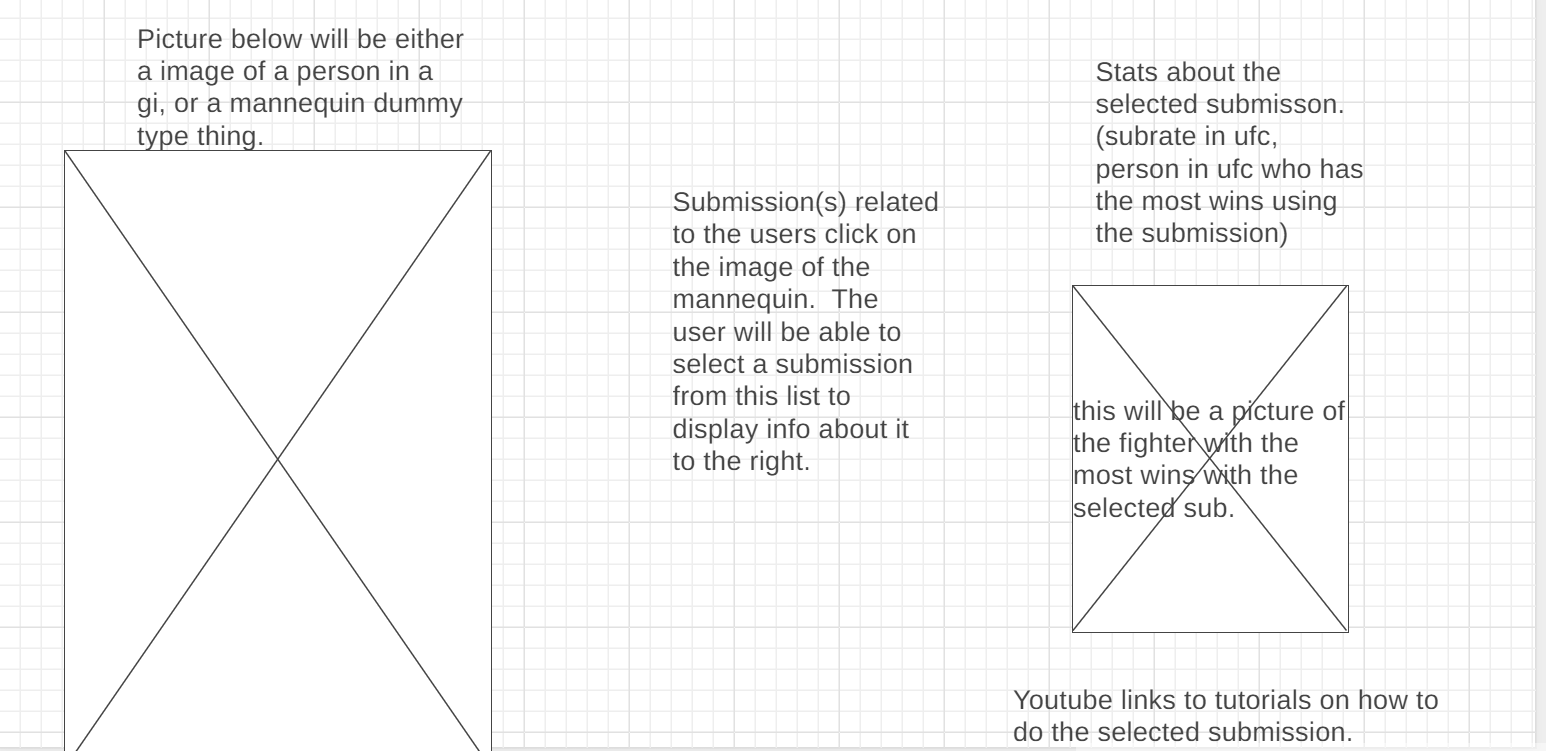 Picture below will be either
a image of a person in a
gi, or a mannequin dummy
type thing.
Submission(s) related
to the users click on
the image of the
mannequin.  The
user will be able to
select a submission
from this list to
display info about it
to the right.
Stats about the
selected submisson.
(subrate in ufc,
person in ufc who has
the most wins using
the submission)
this will be a picture of
the fighter with the
most wins with the
selected sub.
Youtube links to tutorials on how to
do the selected submission.